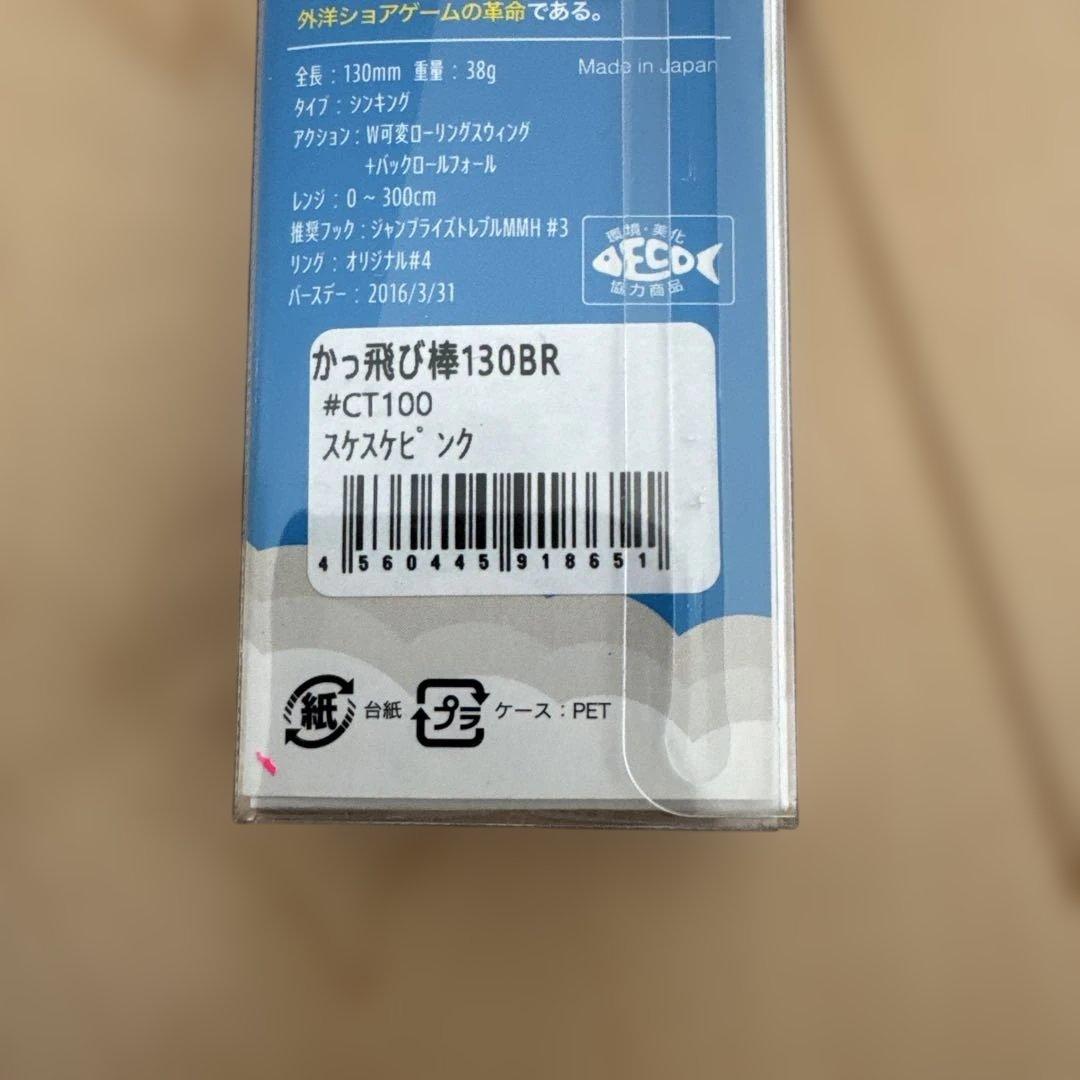 外洋ショアゲームの革命である。
全長：130mm 重量：38g
Made in Japan
タイプ：シンキング
アクション：W可変ローリングスウィング
+バックロールフォール
レンジ：0 ~ 300cm
推奨フック：ジャンプライズトレブルMMH #3
リング：オリジナル#4
バースデー：2016/3/31
環境・美化
ECO
協力商品
かっ飛び棒130BR
#CT100
スケスケピンク
4 560445 918651
紙 台紙 プラ ケース：PET